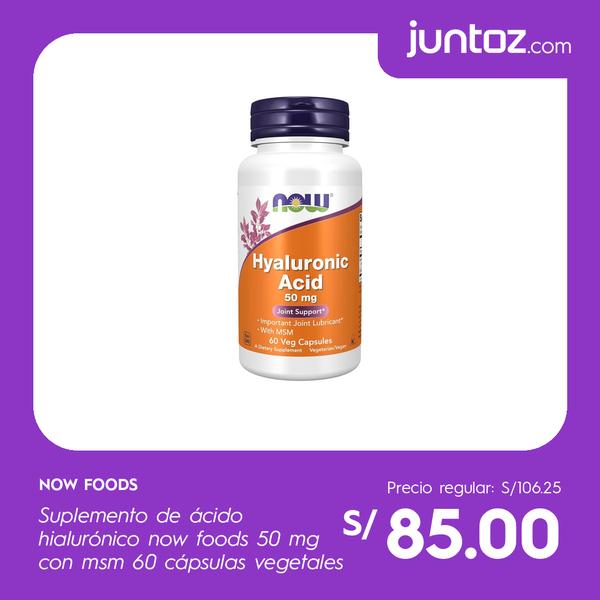 juntoz.com
NOW
Hyaluronic
Acid
50 mg
Joint Support*
• Important Joint Lubricant*
• With MSM
60 Veg Capsules
A Dietary Supplement Vegetarian/Vegan
NOW FOODS
Suplemento de ácido
hialurónico now foods 50 mg
con msm 60 cápsulas vegetales
Precio regular: S/106.25
S/ 85.00